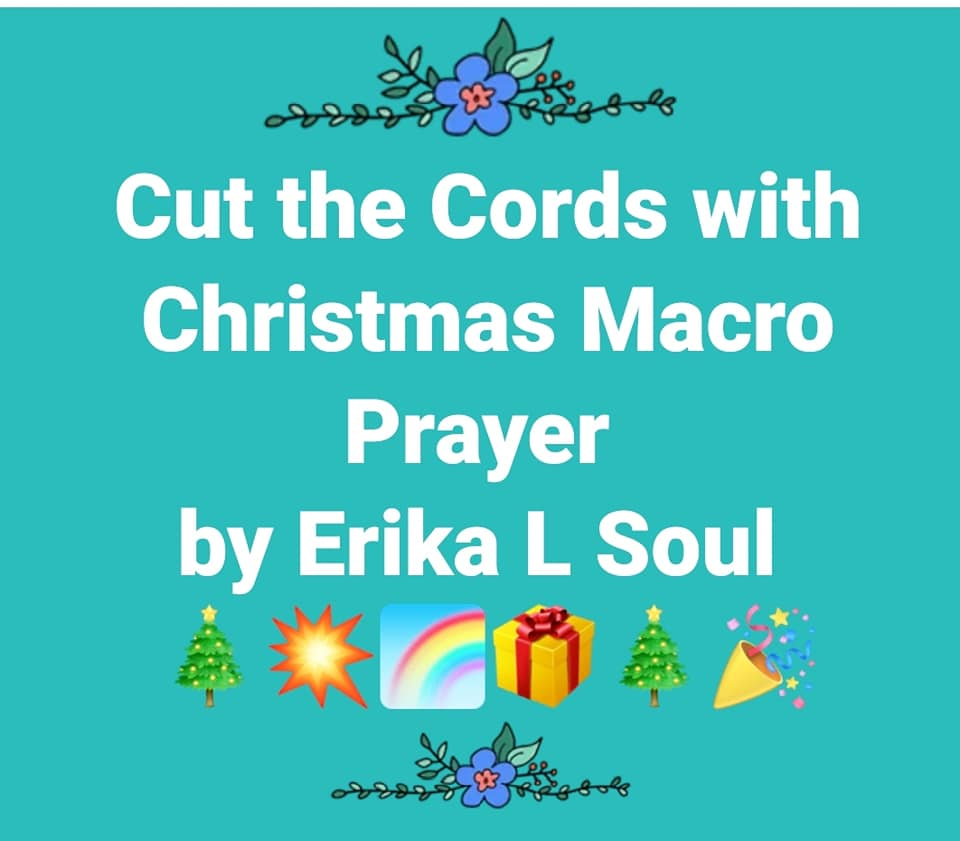 Cut the Cords with
Christmas Macro
Prayer
by Erika L Soul
🎄💥🌈🎁🎄🎉